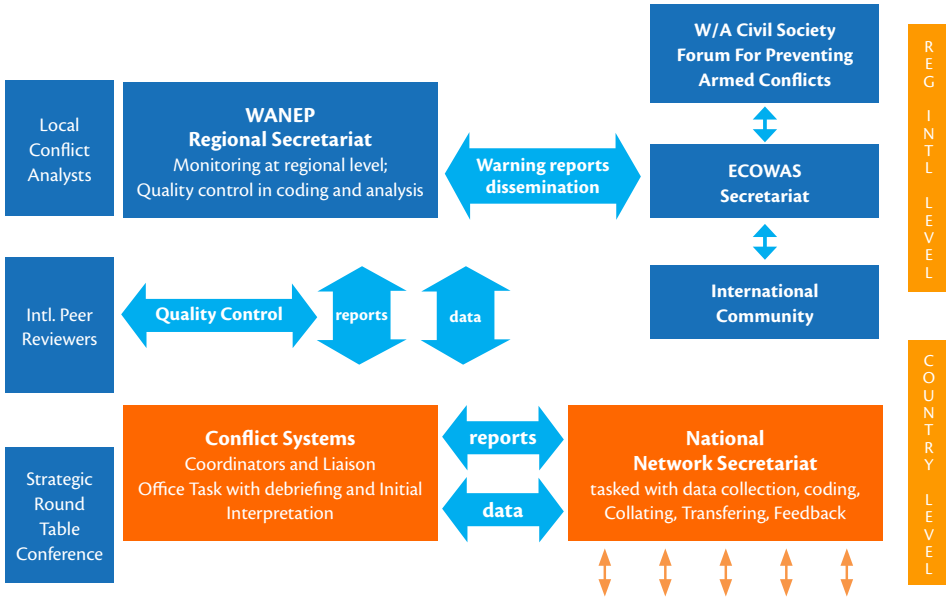 W/A Civil Society
Forum For Preventing
Armed Conflicts
REG INTL LEVEL
Local
Conflict
Analysts
WANEP
Regional Secretariat
Monitoring at regional level;
Quality control in coding and analysis
Warning reports
dissemination
ECOWAS
Secretariat
Intl. Peer
Reviewers
Quality Control
reports
data
International
Community
COUNTRY LEVEL
Strategic
Round
Table
Conference
Conflict Systems
Coordinators and Liaison
Office Task with debriefing and Initial
Interpretation
reports
data
National
Network Secretariat
tasked with data collection, coding,
Collating, Transfering, Feedback